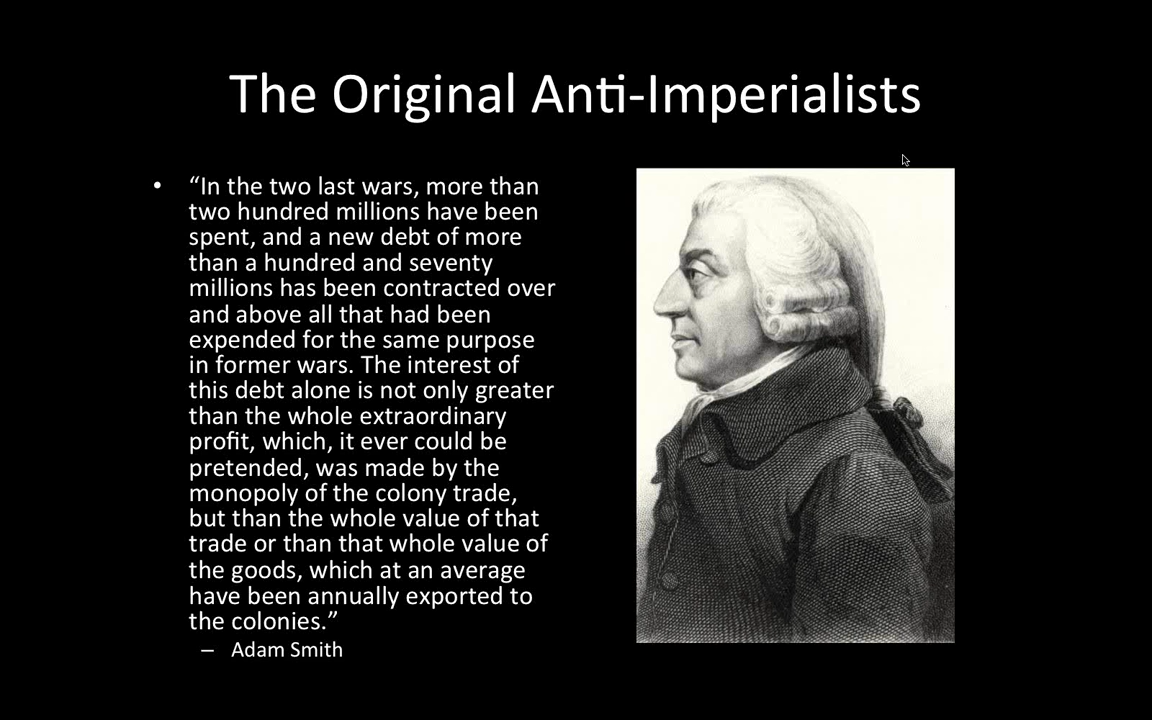 The Original Anti-Imperialists
• “In the two last wars, more than
two hundred millions have been
spent, and a new debt of more
than a hundred and seventy
millions has been contracted over
and above all that had been
expended for the same purpose
in former wars. The interest of
this debt alone is not only greater
than the whole extraordinary
profit, which, it ever could be
pretended, was made by the
monopoly of the colony trade,
but than the whole value of that
trade or than that whole value of
the goods, which at an average
have been annually exported to
the colonies.”
– Adam Smith